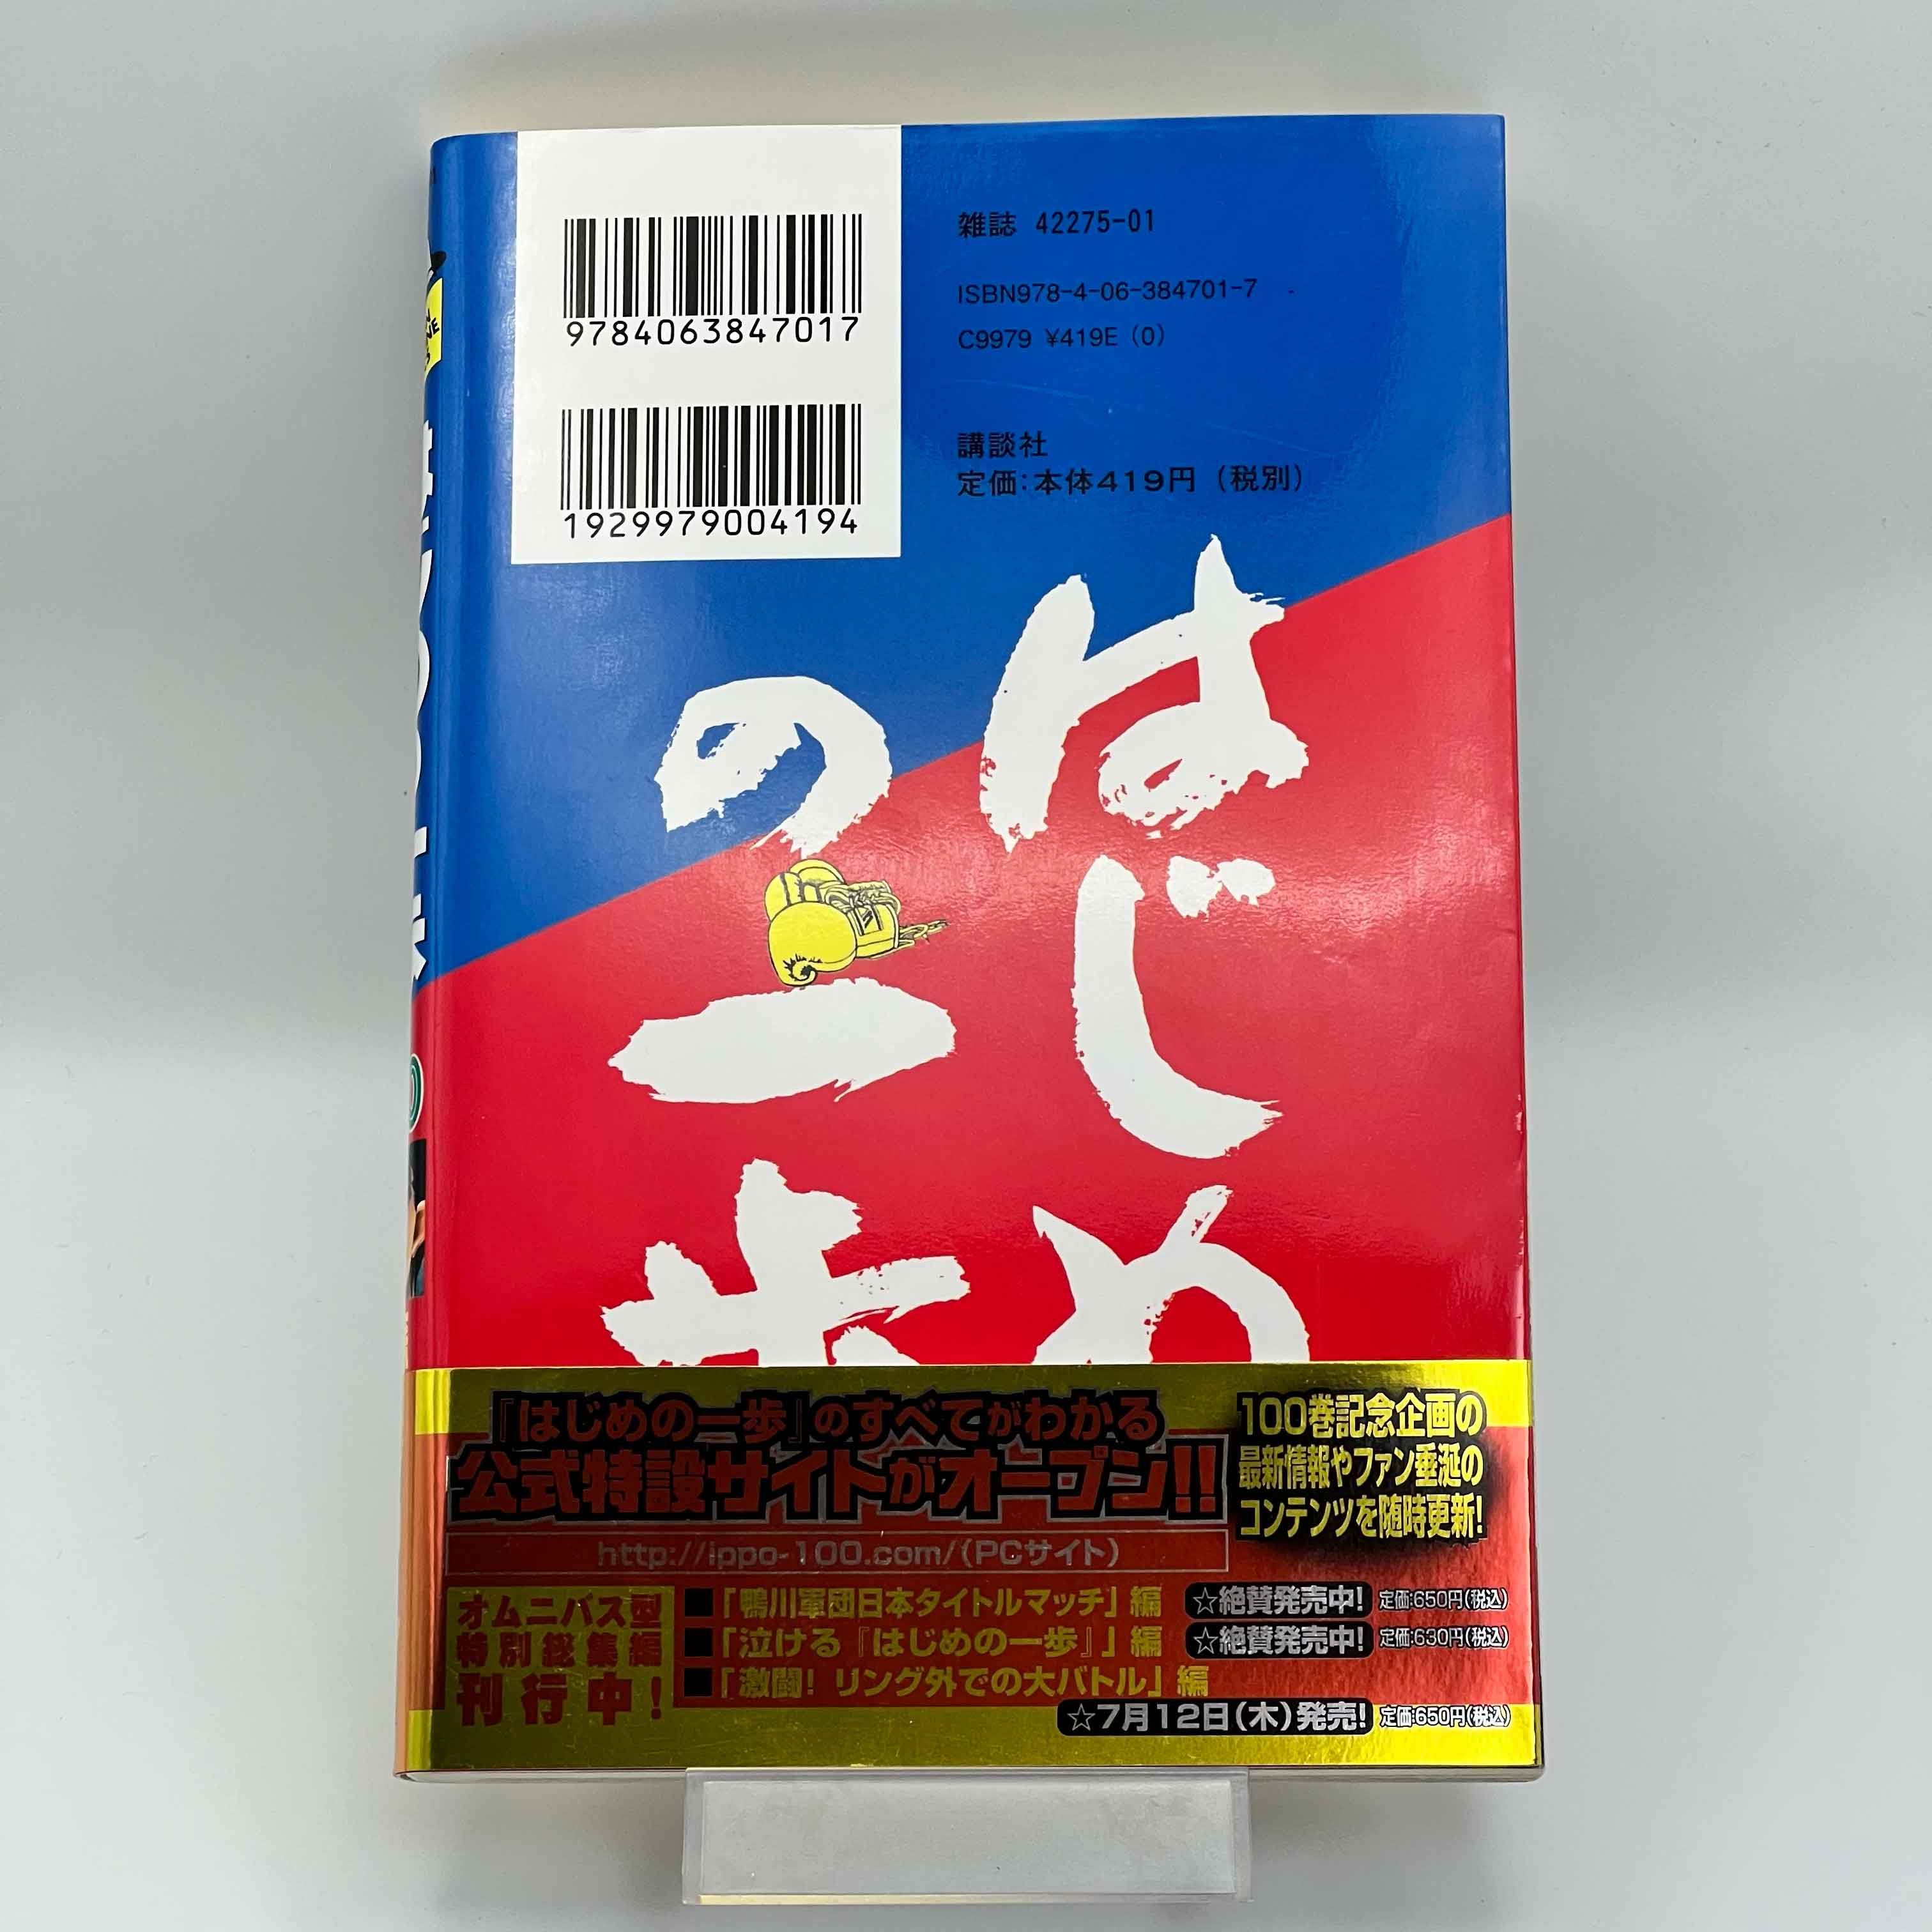 9784063847017
1929979004194
雑誌 42275-01
ISBN978-4-06-384701-7
C9979 ¥419E (0)
講談社
定価:本体419円(税別)
はじめ
の一歩
『はじめの一歩』のすべてがわかる
公式特設サイトがオープン!!
http://ippo-100.com/(PCサイト)
100巻記念企画の
最新情報やファン垂涎の
コンテンツを随時更新!
オムニバス型
特別総集編
刊行中!
■「鴨川軍団日本タイトルマッチ」編 ☆絶賛発売中! 定価:650円(税込)
■「泣ける『はじめの一歩』」編 ☆絶賛発売中! 定価:630円(税込)
■「激闘! リング外での大バトル」編
☆7月12日(木)発売! 定価:650円(税込)